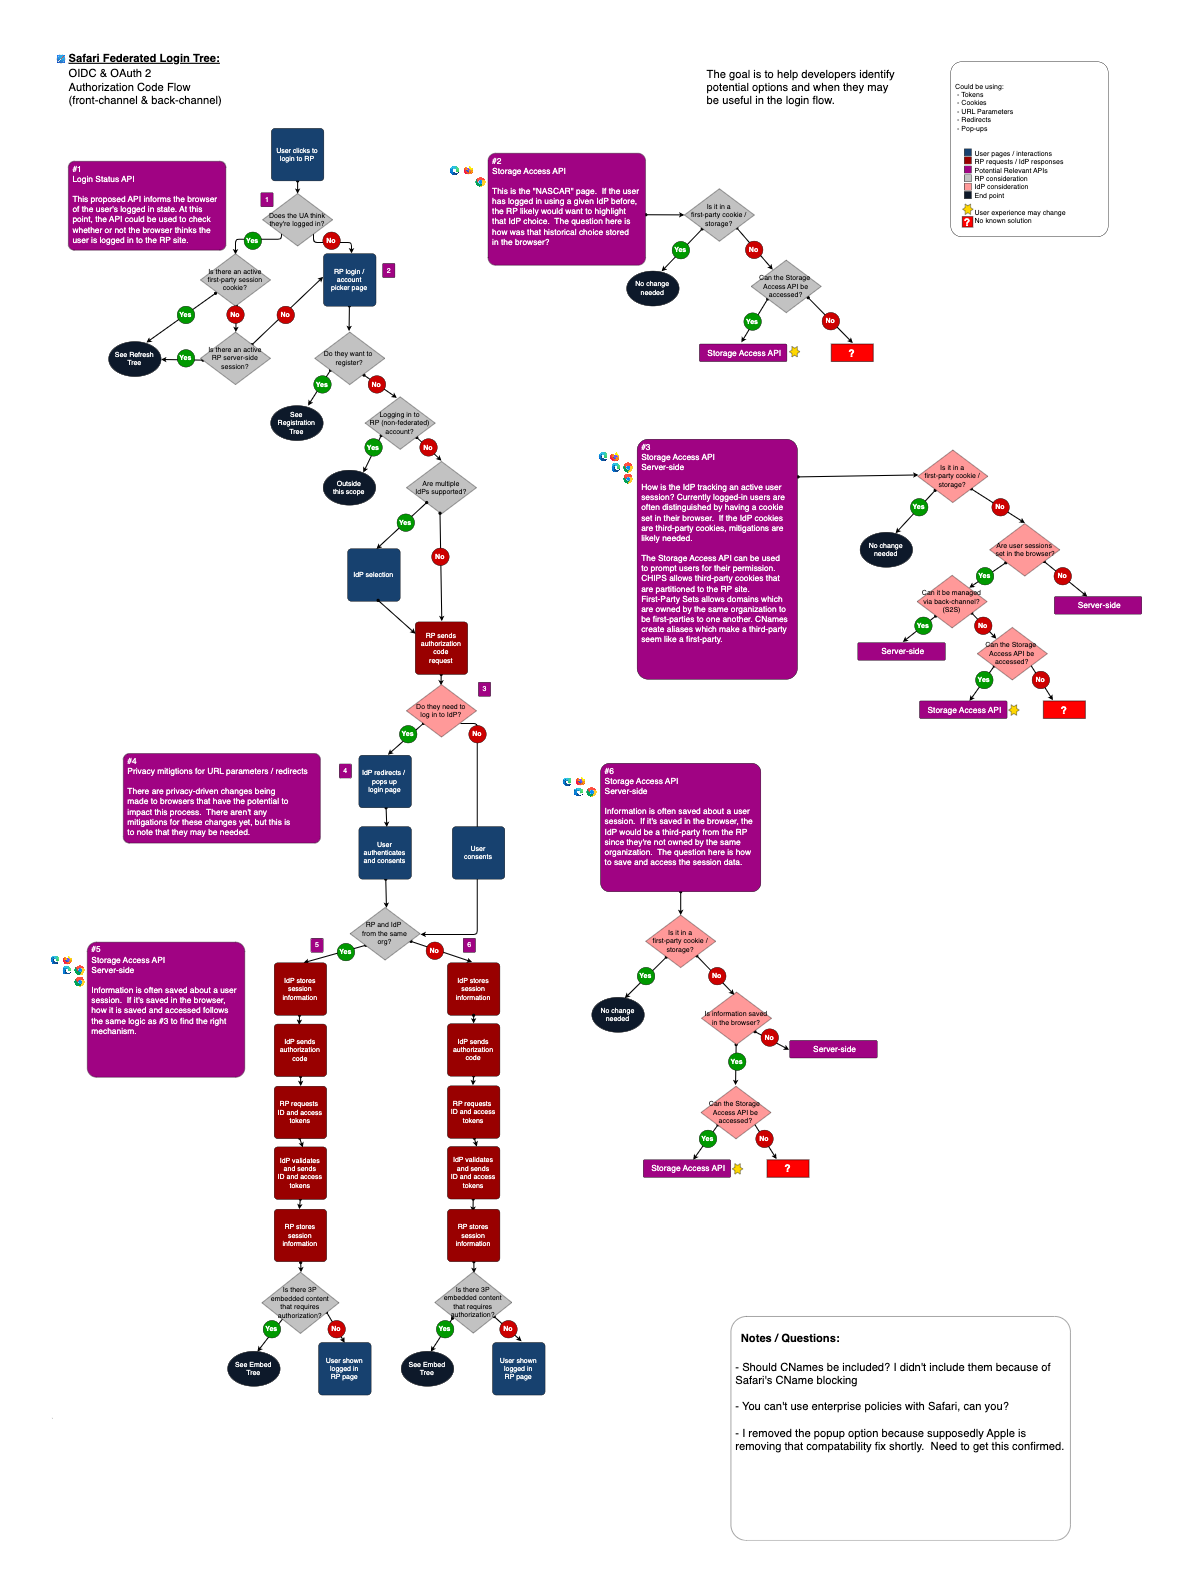 Safari Federated Login Tree:
OIDC & OAuth 2
Authorization Code Flow
(front-channel & back-channel)
The goal is to help developers identify
potential options and when they may
be useful in the login flow.
Could be using:
- Tokens
- Cookies
- URL Parameters
- Redirects
- Pop-ups
User pages / interactions
RP requests / IdP responses
Potential Relevant APIs
RP consideration
IdP consideration
End point
User experience may change
? No known solution
#1
Login Status API
This proposed API informs the browser
of the user's logged in state. At this
point, the API could be used to check
whether or not the browser thinks the
user is logged in to the RP site.
User clicks to
login to RP
1
Does the UA think
they're logged in?
Yes
No
Is there an active
first-party session
cookie?
RP login /
account
picker page
2
Yes
No
No
See Refresh
Tree
Yes
Is there an active
RP server-side
session?
Do they want to
register?
Yes
No
See
Registration
Tree
Logging in to
RP (non-federated)
account?
Yes
No
Outside
this scope
Are multiple
IdPs supported?
Yes
No
IdP selection
RP sends
authorization
code
request
3
Do they need to
log in to IdP?
Yes
No
#4
Privacy mitigtions for URL parameters / redirects
There are privacy-driven changes being
made to browsers that have the potential to
impact this process.  There aren't any
mitigations for these changes yet, but this is
to note that they may be needed.
4
IdP redirects /
pops up
login page
User
authenticates
and consents
User
consents
RP and IdP
from the same
org?
5
Yes
No
6
#5
Storage Access API
Server-side
Information is often saved about a user
session.  If it's saved in the browser,
how it is saved and accessed follows
the same logic as #3 to find the right
mechanism.
IdP stores
session
information
IdP sends
authorization
code
RP requests
ID and access
tokens
IdP validates
and sends
ID and access
tokens
RP stores
session
information
Is there 3P
embedded content
that requires
authorization?
Yes
No
See Embed
Tree
User shown
logged in
RP page
IdP stores
session
information
IdP sends
authorization
code
RP requests
ID and access
tokens
IdP validates
and sends
ID and access
tokens
RP stores
session
information
Is there 3P
embedded content
that requires
authorization?
Yes
No
See Embed
Tree
User shown
logged in
RP page
#2
Storage Access API
This is the "NASCAR" page.  If the user
has logged in using a given IdP before,
the RP likely would want to highlight
that IdP choice.  The question here is
how was that historical choice stored
in the browser?
Is it in a
first-party cookie /
storage?
Yes
No
No change
needed
Can the Storage
Access API be
accessed?
Yes
No
Storage Access API
?
#3
Storage Access API
Server-side
How is the IdP tracking an active user
session? Currently logged-in users are
often distinguished by having a cookie
set in their browser.  If the IdP cookies
are third-party cookies, mitigations are
likely needed.
The Storage Access API can be used
to prompt users for their permission.
CHIPS allows third-party cookies that
are partitioned to the RP site.
First-Party Sets allows domains which
are owned by the same organization to
be first-parties to one another. CNames
create aliases which make a third-party
seem like a first-party.
Is it in a
first-party cookie /
storage?
Yes
No
No change
needed
Are user sessions
set in the browser?
Yes
No
Server-side
Can it be managed
via back-channel?
(S2S)
Yes
No
Server-side
Can the Storage
Access API be
accessed?
Yes
No
Storage Access API
?
#6
Storage Access API
Server-side
Information is often saved about a user
session.  If it's saved in the browser, the
IdP would be a third-party from the RP
since they're not owned by the same
organization.  The question here is how
to save and access the session data.
Is it in a
first-party cookie /
storage?
Yes
No
No change
needed
Is information saved
in the browser?
No
Server-side
Yes
Can the Storage
Access API be
accessed?
Yes
No
Storage Access API
?
Notes / Questions:
- Should CNames be included? I didn't include them because of
Safari's CName blocking
- You can't use enterprise policies with Safari, can you?
- I removed the popup option because supposedly Apple is
removing that compatability fix shortly.  Need to get this confirmed.